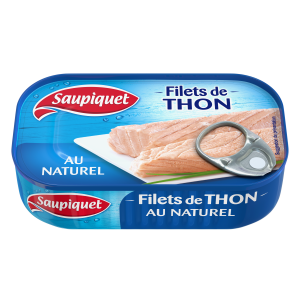 Saupiquet
Filets de
THON
AU
NATUREL
Saupiquet
Filets de THON
AU NATUREL